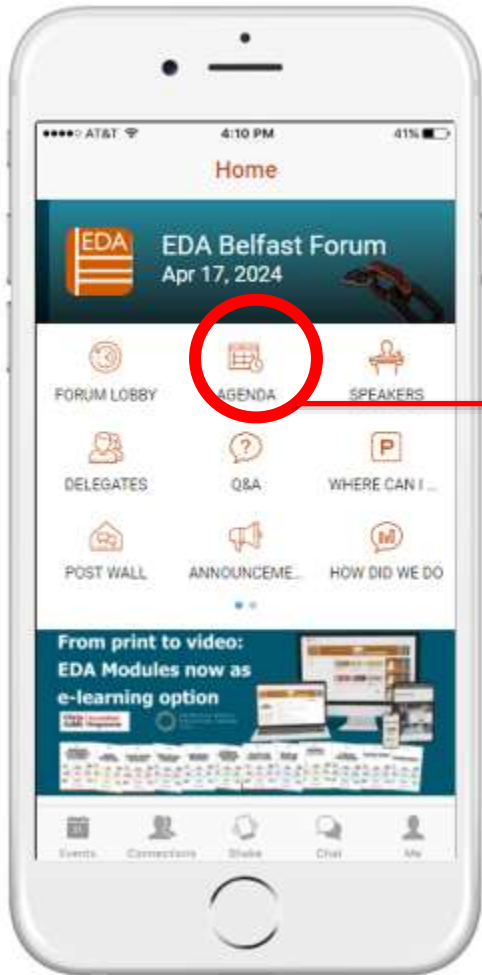 AT&T 4:10 PM 41%
Home
EDA
EDA Belfast Forum
Apr 17, 2024
FORUM LOBBY AGENDA SPEAKERS
DELEGATES Q&A WHERE CAN I ...
POST WALL ANNOUNCEME... HOW DID WE DO
From print to video:
EDA Modules now as
e-learning option
Events Connections Shake Chat Me